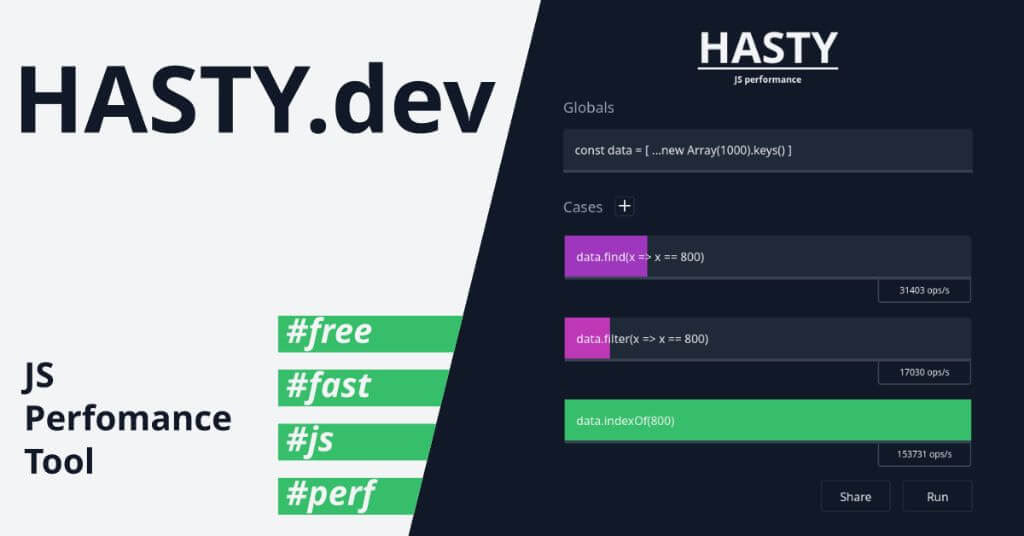 HASTY.dev
JS
Perfomance
Tool
#free
#fast
#js
#perf
HASTY
JS performance
Globals
const data = [ ...new Array(1000).keys() ]
Cases +
data.find(x => x == 800)
31403 ops/s
data.filter(x => x == 800)
17030 ops/s
data.indexOf(800)
153731 ops/s
Share Run